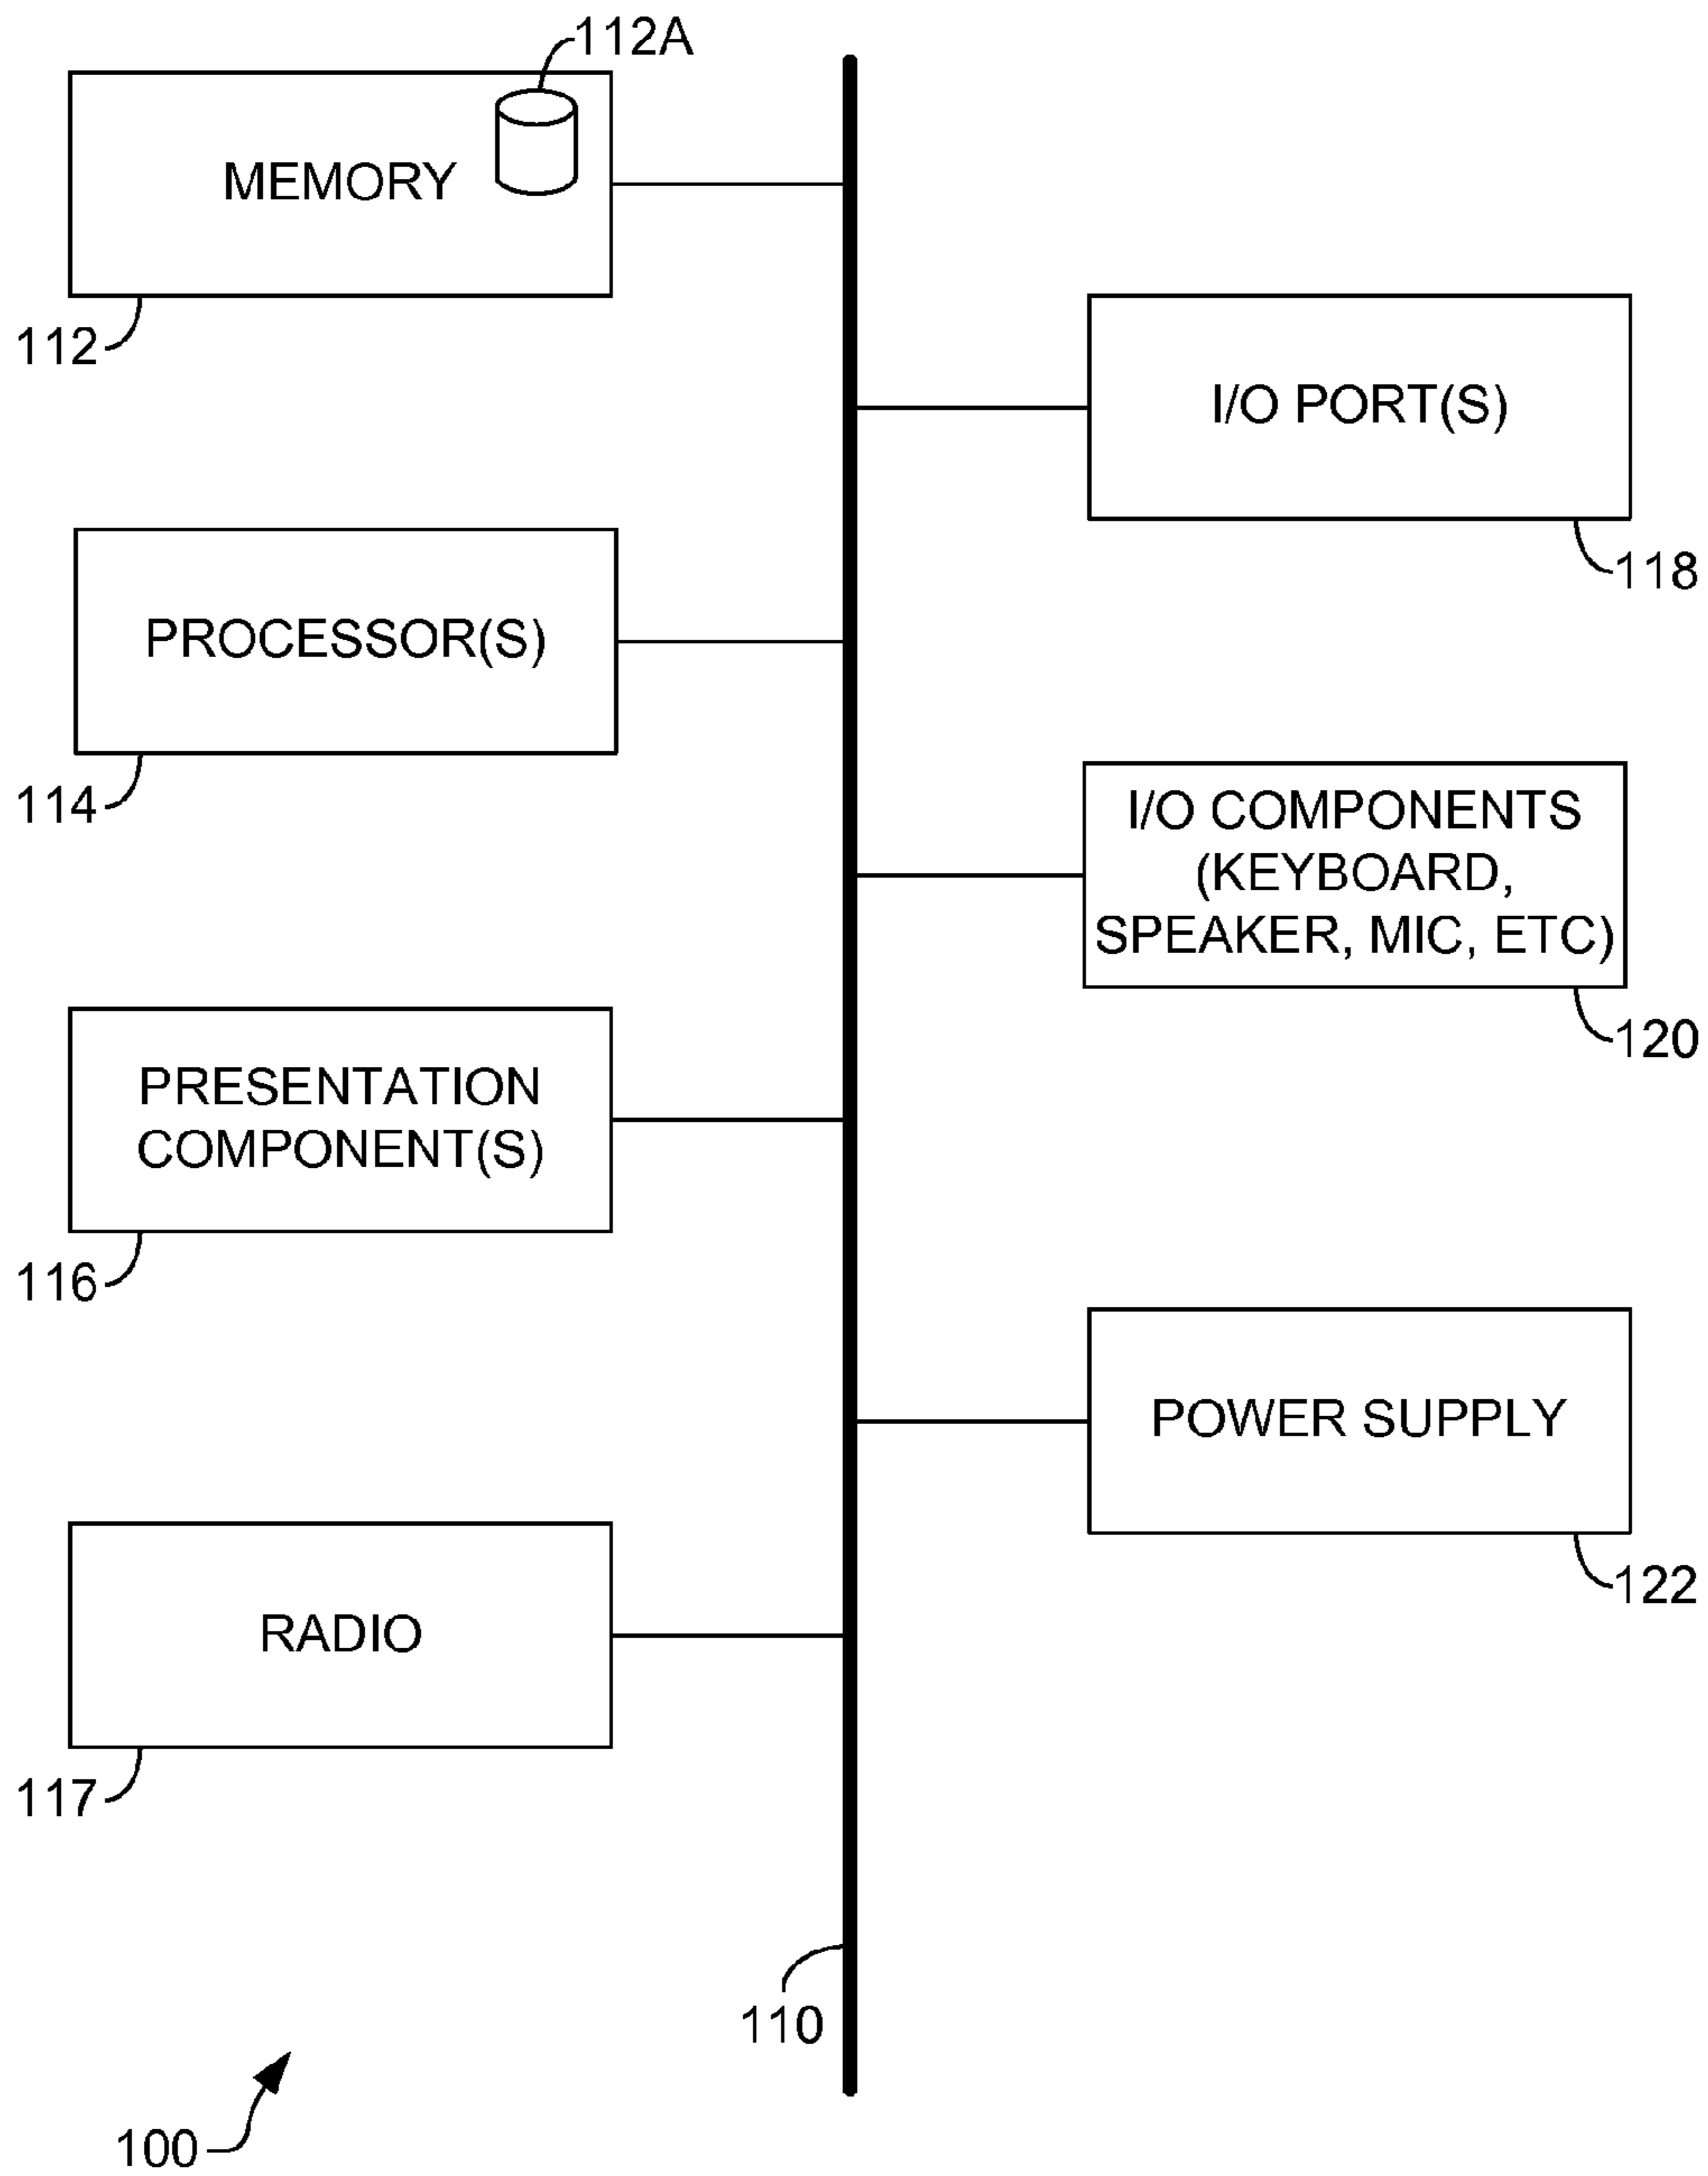 112A
MEMORY
112
I/O PORT(S)
118
PROCESSOR(S)
114
I/O COMPONENTS
(KEYBOARD,
SPEAKER, MIC, ETC)
120
PRESENTATION
COMPONENT(S)
116
POWER SUPPLY
122
RADIO
117
110
100